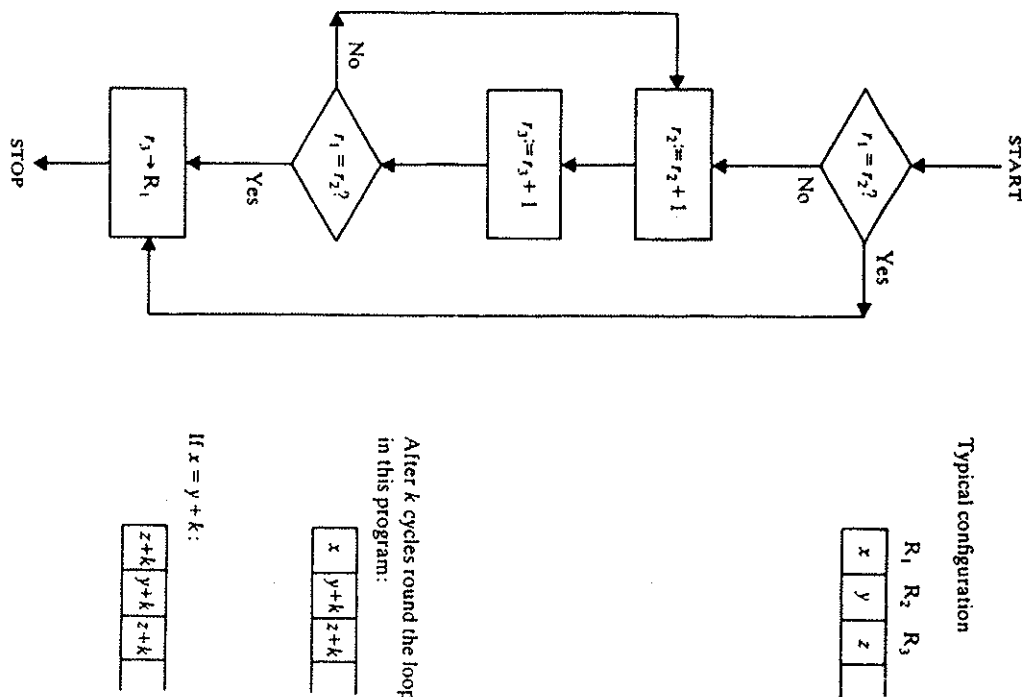 START
r₁ = r₂?
Yes
No
r₂:= r₂ + 1
r₃:= r₃ + 1
r₁ = r₂?
No
Yes
r₃ → R₁
STOP
Typical configuration
R₁ R₂ R₃
x y z
After k cycles round the loop
in this program:
x y+k z+k
If x = y + k:
z+k y+k z+k